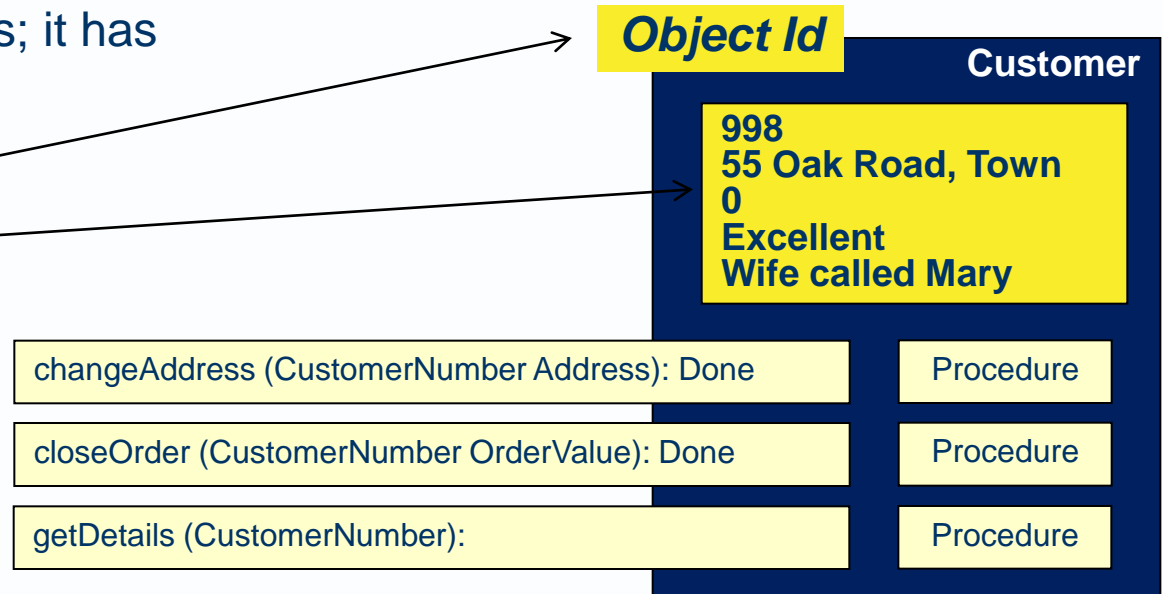 s; it has
Object Id
Customer
998
55 Oak Road, Town
0
Excellent
Wife called Mary
changeAddress (CustomerNumber Address): Done
Procedure
closeOrder (CustomerNumber OrderValue): Done
Procedure
getDetails (CustomerNumber):
Procedure